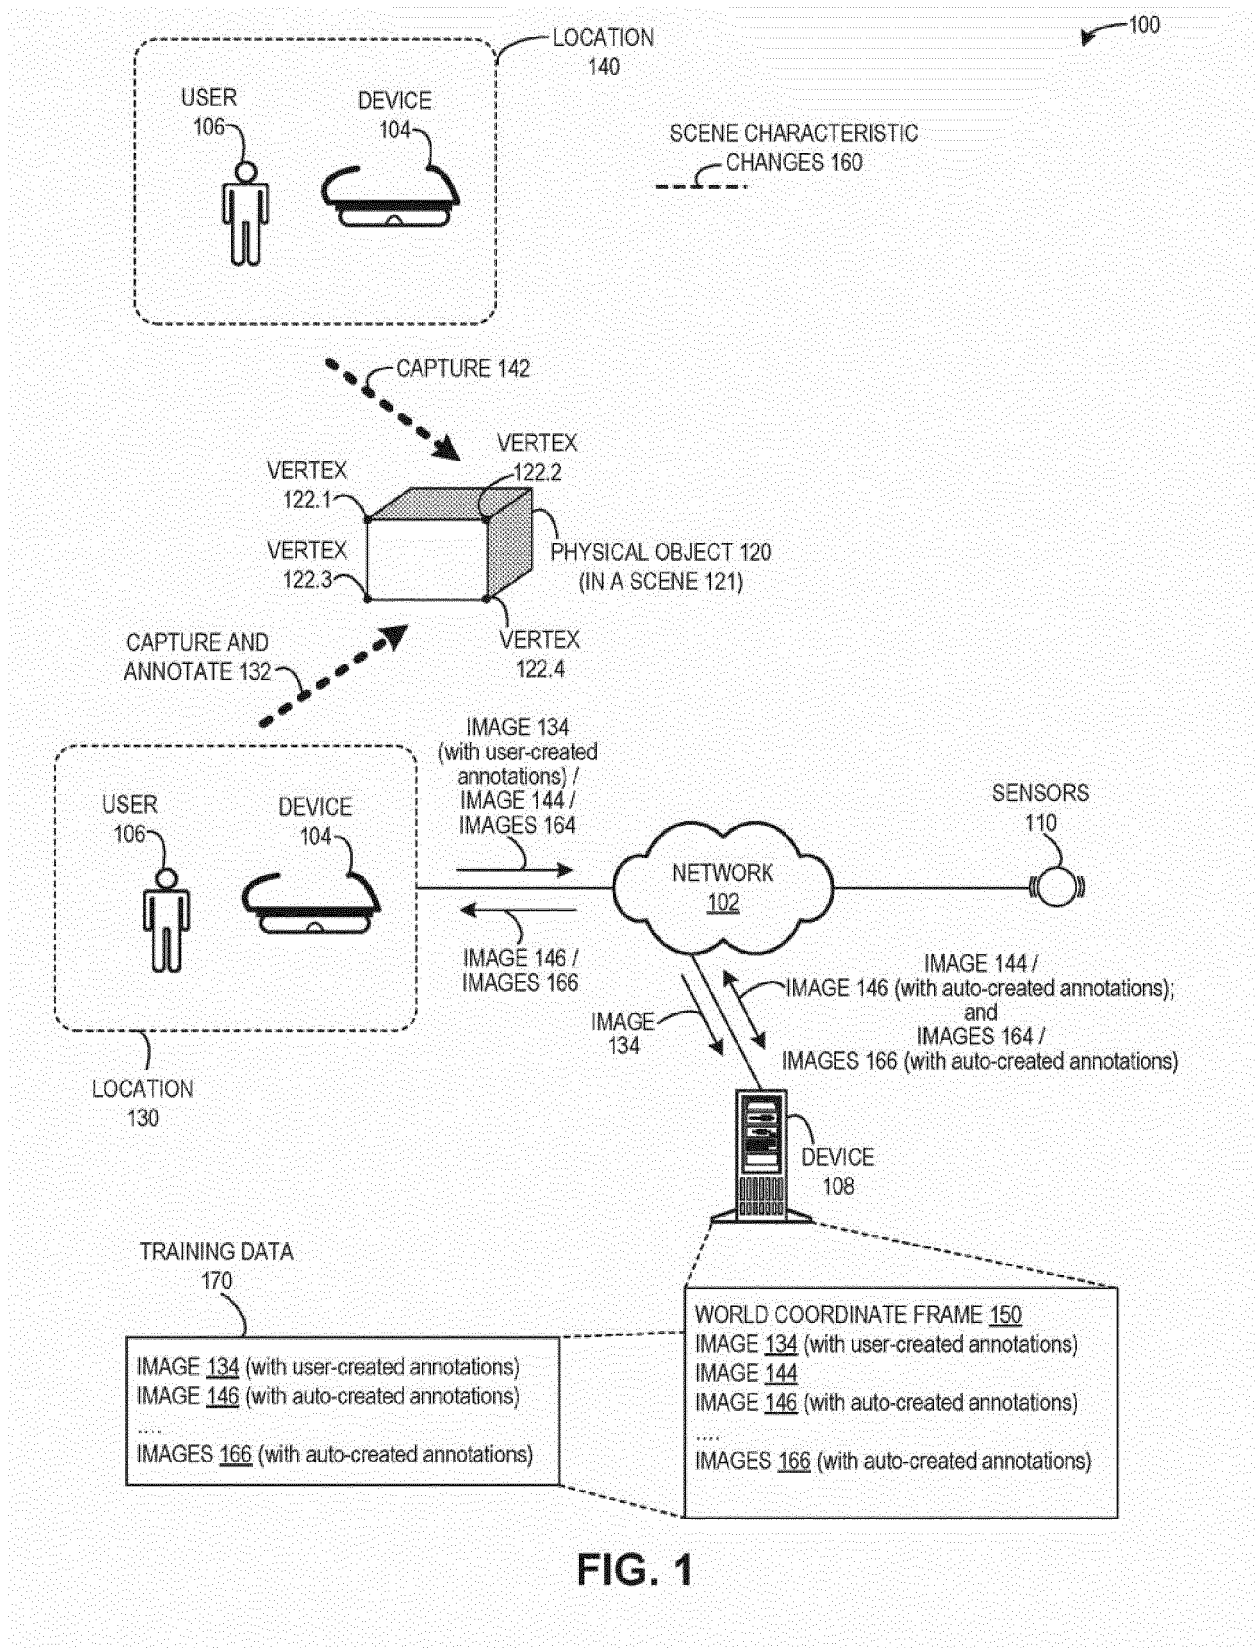 100
LOCATION
140
USER
106
DEVICE
104
SCENE CHARACTERISTIC
CHANGES 160
CAPTURE 142
VERTEX
122.2
VERTEX
122.1
VERTEX
122.3
PHYSICAL OBJECT 120
(IN A SCENE 121)
VERTEX
122.4
CAPTURE AND
ANNOTATE 132
IMAGE 134
(with user-created
annotations) /
IMAGE 144 /
IMAGES 164
USER
106
DEVICE
104
SENSORS
110
NETWORK
102
IMAGE 146 /
IMAGES 166
IMAGE
134
IMAGE 144 /
IMAGE 146 (with auto-created annotations);
and
IMAGES 164 /
IMAGES 166 (with auto-created annotations)
LOCATION
130
DEVICE
108
TRAINING DATA
170
IMAGE 134 (with user-created annotations)
IMAGE 146 (with auto-created annotations)
....
IMAGES 166 (with auto-created annotations)
WORLD COORDINATE FRAME 150
IMAGE 134 (with user-created annotations)
IMAGE 144
IMAGE 146 (with auto-created annotations)
....
IMAGES 166 (with auto-created annotations)
FIG. 1